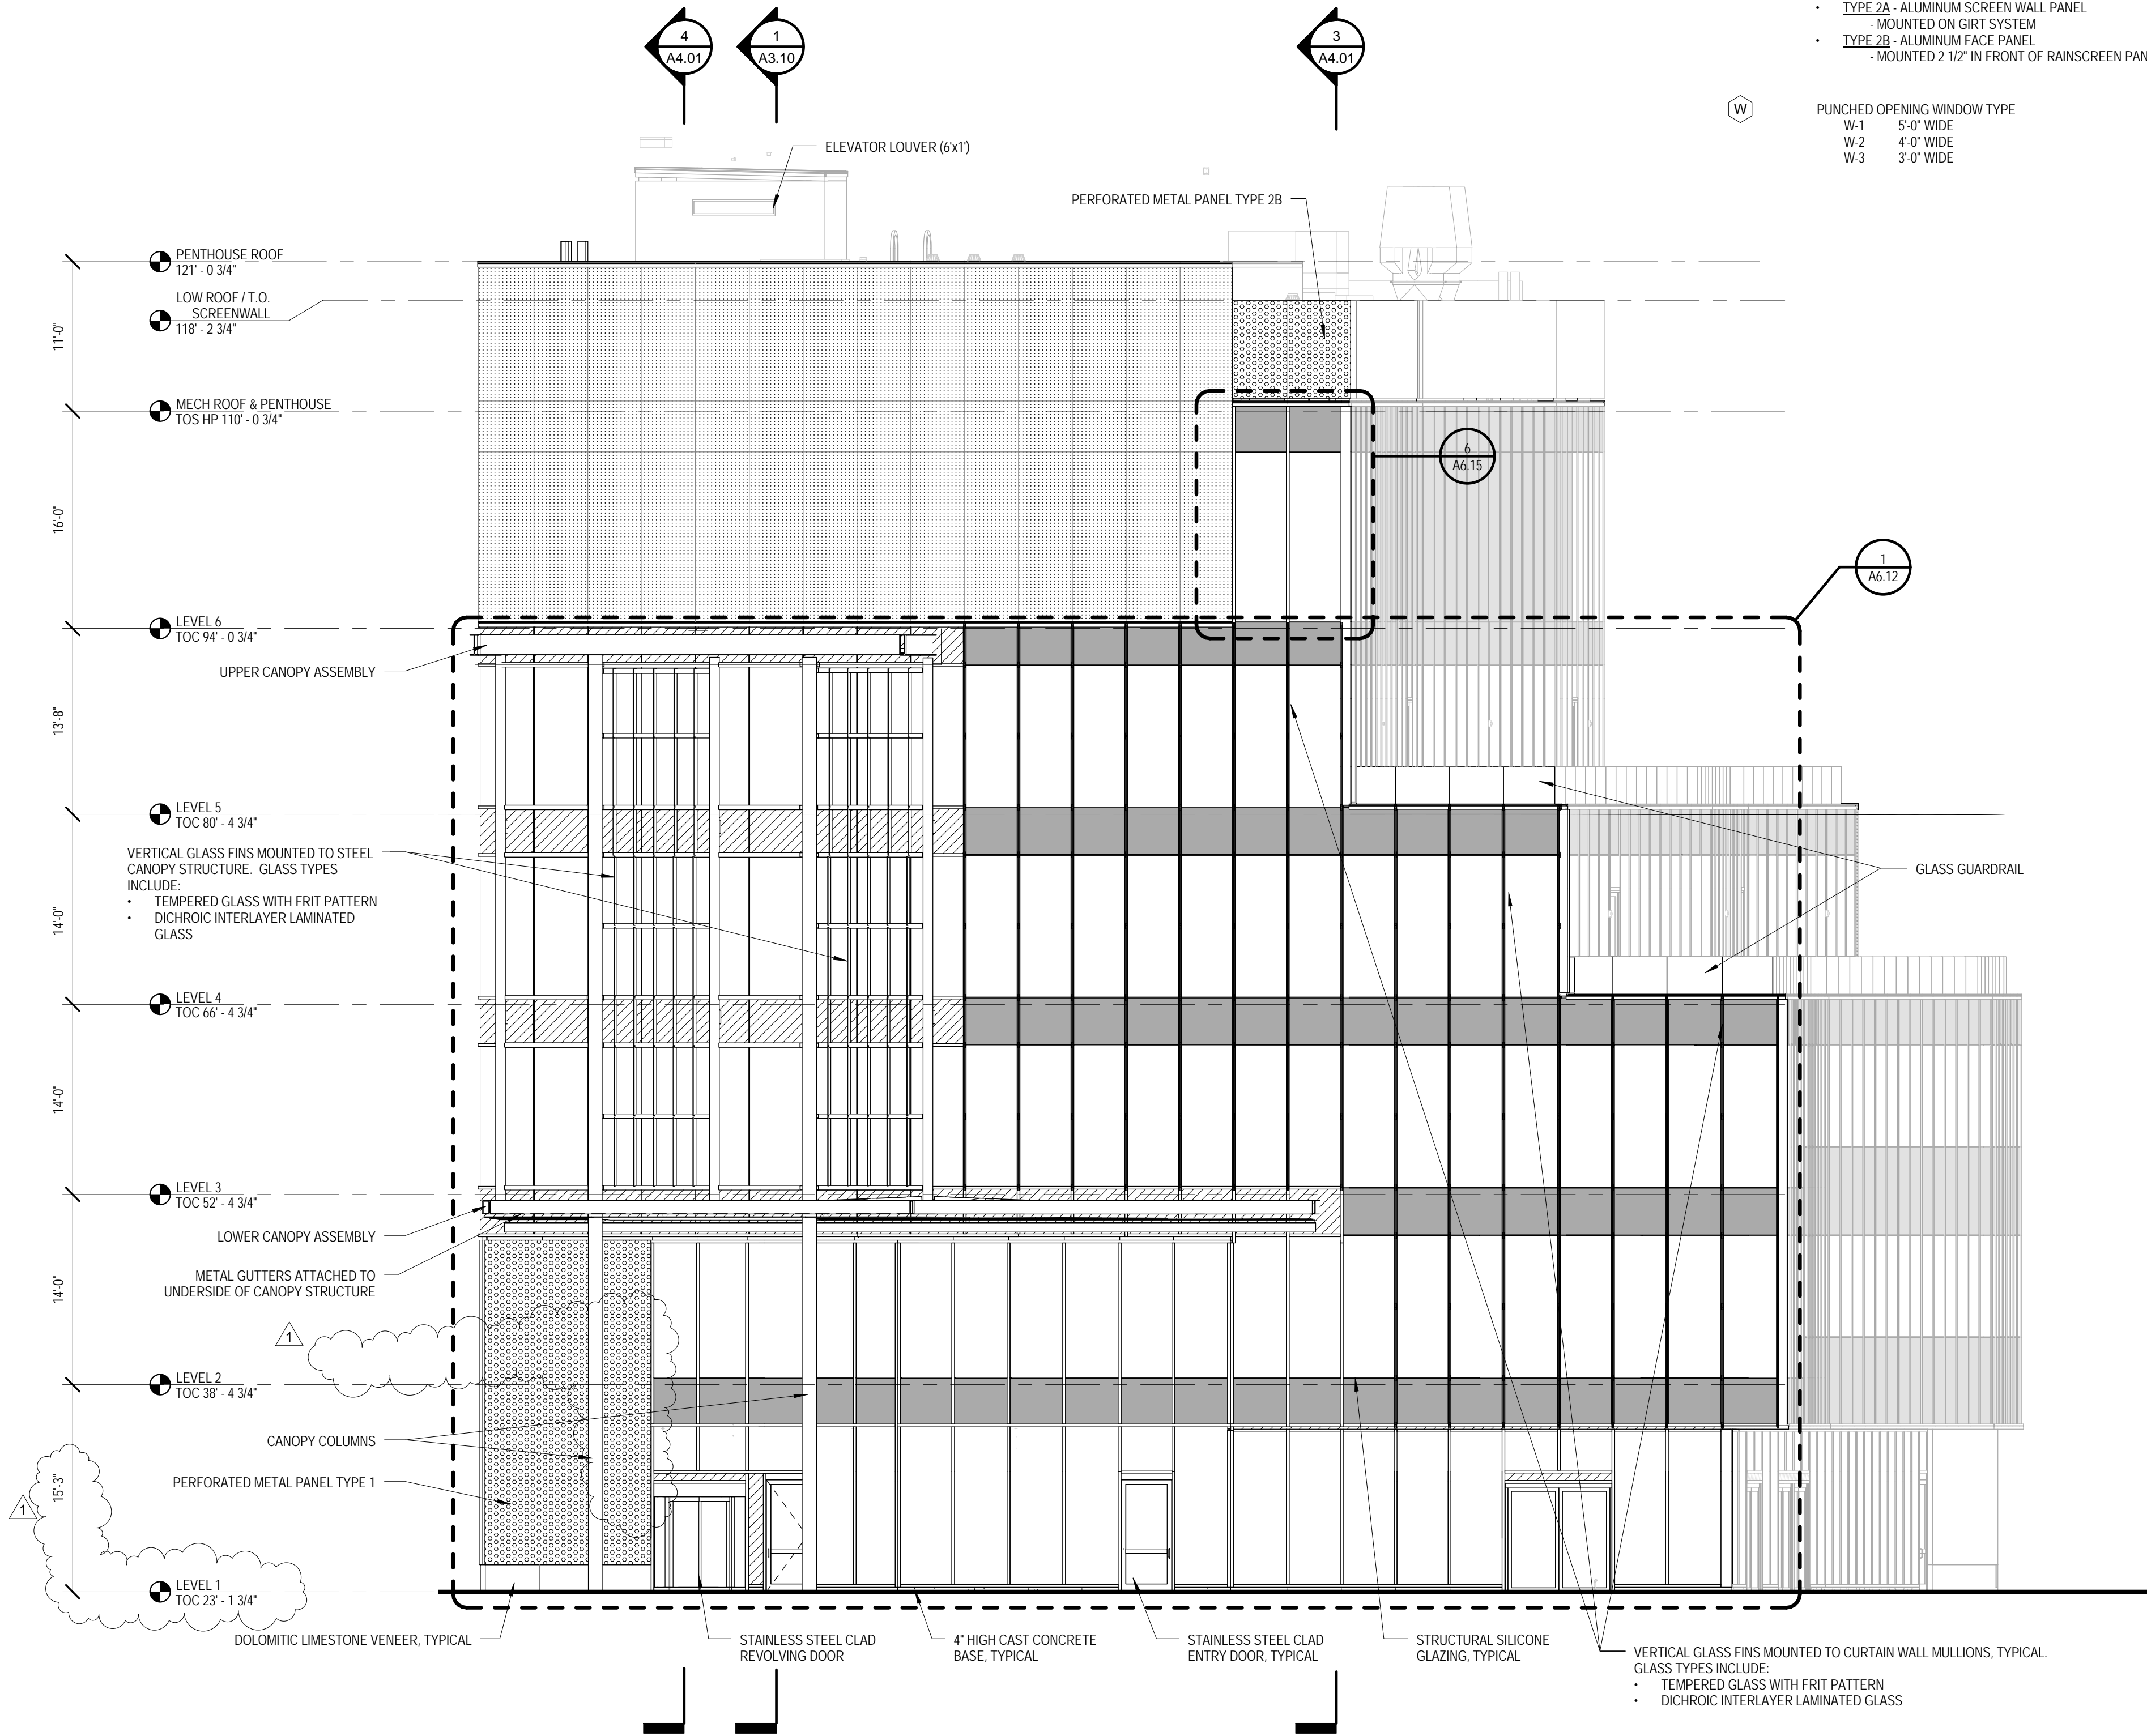 • TYPE 2A - ALUMINUM SCREEN WALL PANEL
- MOUNTED ON GIRT SYSTEM
• TYPE 2B - ALUMINUM FACE PANEL
- MOUNTED 2 1/2" IN FRONT OF RAINSCREEN PAN
W
PUNCHED OPENING WINDOW TYPE
W-1 5'-0" WIDE
W-2 4'-0" WIDE
W-3 3'-0" WIDE
4
A4.01
1
A3.10
3
A4.01
ELEVATOR LOUVER (6'x1')
PERFORATED METAL PANEL TYPE 2B
PENTHOUSE ROOF
121' - 0 3/4"
LOW ROOF / T.O.
SCREENWALL
118' - 2 3/4"
11'-0"
MECH ROOF & PENTHOUSE
TOS HP 110' - 0 3/4"
6
A6.15
16'-0"
1
A6.12
LEVEL 6
TOC 94' - 0 3/4"
UPPER CANOPY ASSEMBLY
13'-8"
LEVEL 5
TOC 80' - 4 3/4"
VERTICAL GLASS FINS MOUNTED TO STEEL
CANOPY STRUCTURE. GLASS TYPES
INCLUDE:
• TEMPERED GLASS WITH FRIT PATTERN
• DICHROIC INTERLAYER LAMINATED
GLASS
GLASS GUARDRAIL
14'-0"
LEVEL 4
TOC 66' - 4 3/4"
14'-0"
LEVEL 3
TOC 52' - 4 3/4"
LOWER CANOPY ASSEMBLY
METAL GUTTERS ATTACHED TO
UNDERSIDE OF CANOPY STRUCTURE
14'-0"
1
LEVEL 2
TOC 38' - 4 3/4"
CANOPY COLUMNS
PERFORATED METAL PANEL TYPE 1
15'-3"
1
LEVEL 1
TOC 23' - 1 3/4"
DOLOMITIC LIMESTONE VENEER, TYPICAL
STAINLESS STEEL CLAD
REVOLVING DOOR
4" HIGH CAST CONCRETE
BASE, TYPICAL
STAINLESS STEEL CLAD
ENTRY DOOR, TYPICAL
STRUCTURAL SILICONE
GLAZING, TYPICAL
VERTICAL GLASS FINS MOUNTED TO CURTAIN WALL MULLIONS, TYPICAL.
GLASS TYPES INCLUDE:
• TEMPERED GLASS WITH FRIT PATTERN
• DICHROIC INTERLAYER LAMINATED GLASS